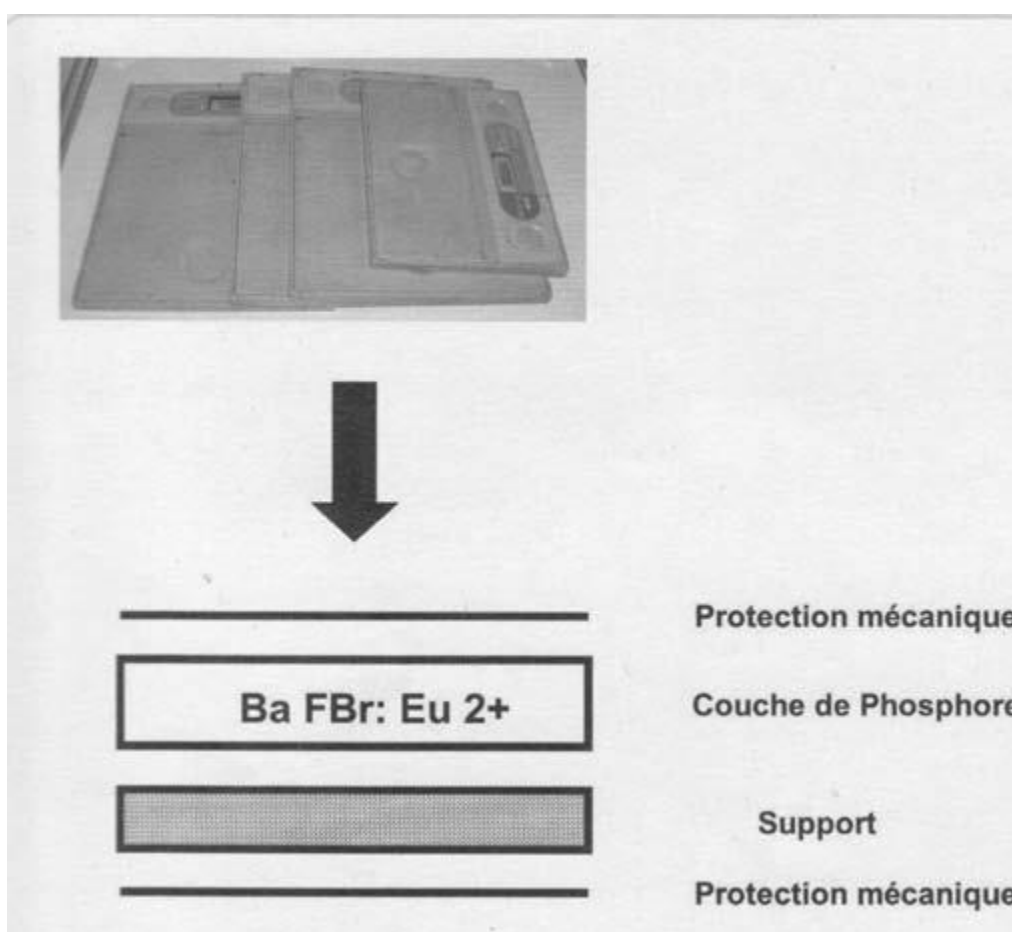 Protection mécanique
Ba FBr: Eu 2+
Couche de Phosphore
Support
Protection mécanique